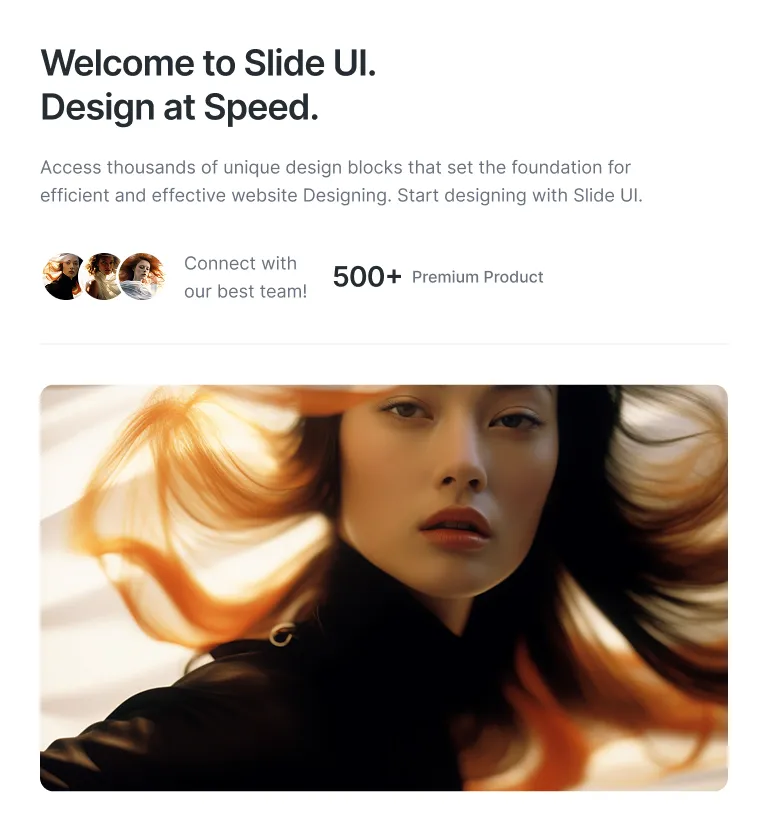 Welcome to Slide UI.
Design at Speed.
Access thousands of unique design blocks that set the foundation for
efficient and effective website Designing. Start designing with Slide UI.
Connect with
our best team!
500+ Premium Product